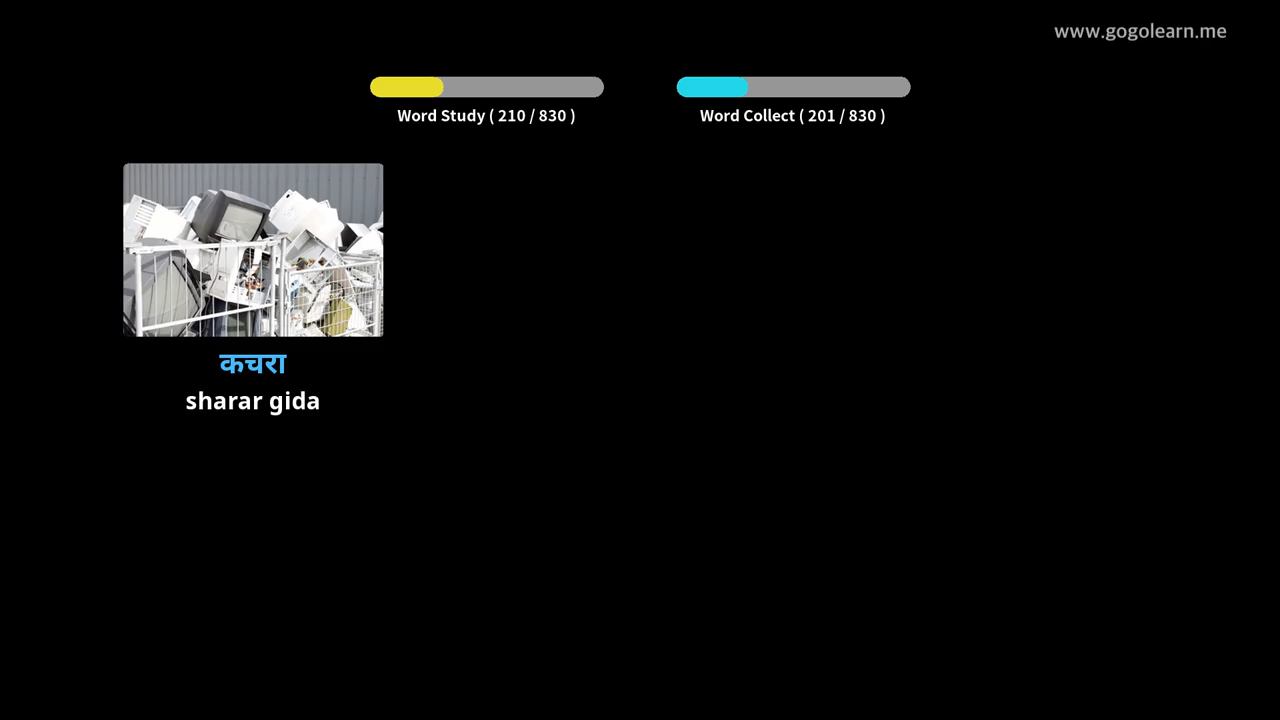 www.gogolearn.me
Word Study ( 210 / 830 )
Word Collect ( 201 / 830 )
कचरा
sharar gida